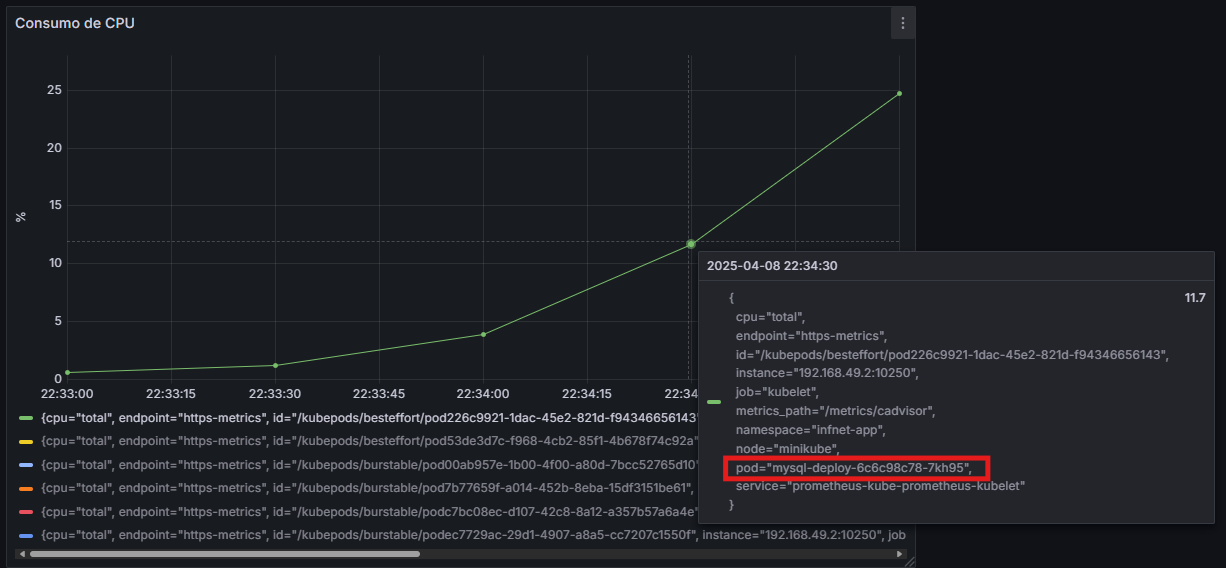 Consumo de CPU
25
20
15
%
10
5
0
22:33:00 22:33:15 22:33:30 22:33:45 22:34:00 22:34:15 22:34
2025-04-08 22:34:30
{ 11.7
cpu="total",
endpoint="https-metrics",
id="/kubepods/besteffort/pod226c9921-1dac-45e2-821d-f94346656143",
instance="192.168.49.2:10250",
job="kubelet",
metrics_path="/metrics/cadvisor",
namespace="infnet-app",
node="minikube",
pod="mysql-deploy-6c6c98c78-7kh95",
service="prometheus-kube-prometheus-kubelet"
}
{cpu="total", endpoint="https-metrics", id="/kubepods/besteffort/pod226c9921-1dac-45e2-821d-f94346656143"
{cpu="total", endpoint="https-metrics", id="/kubepods/besteffort/pod53de3d7c-f968-4cb2-85f1-4b678f74c92a"
{cpu="total", endpoint="https-metrics", id="/kubepods/burstable/pod00ab957e-1b00-4f00-a80d-7bcc52765d10"
{cpu="total", endpoint="https-metrics", id="/kubepods/burstable/pod7b77659f-a014-452b-8eba-15df3151be61",
{cpu="total", endpoint="https-metrics", id="/kubepods/burstable/podc7bc08ec-d107-42c8-8a12-a357b57a6a4e"
{cpu="total", endpoint="https-metrics", id="/kubepods/burstable/podec7729ac-29d1-4907-a8a5-cc7207c1550f", instance="192.168.49.2:10250", job